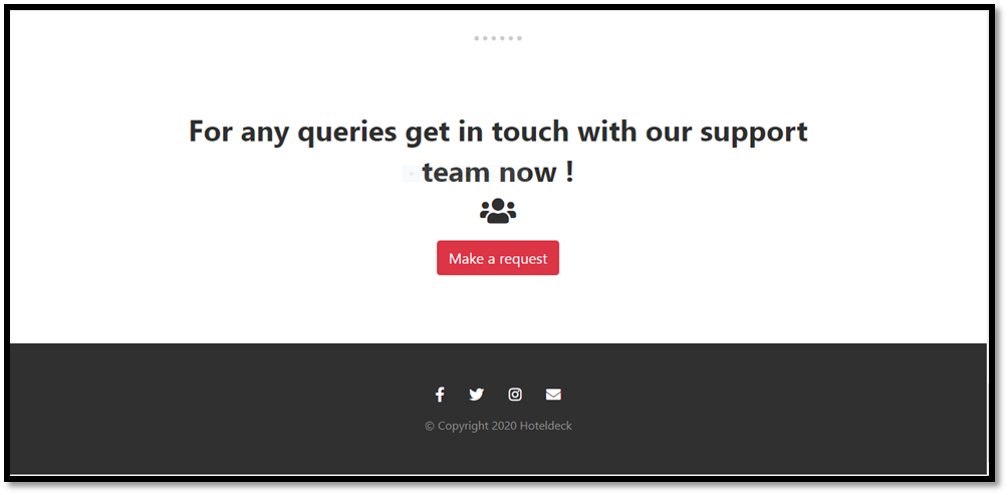 For any queries get in touch with our support
team now !
Make a request
© Copyright 2020 Hoteldeck